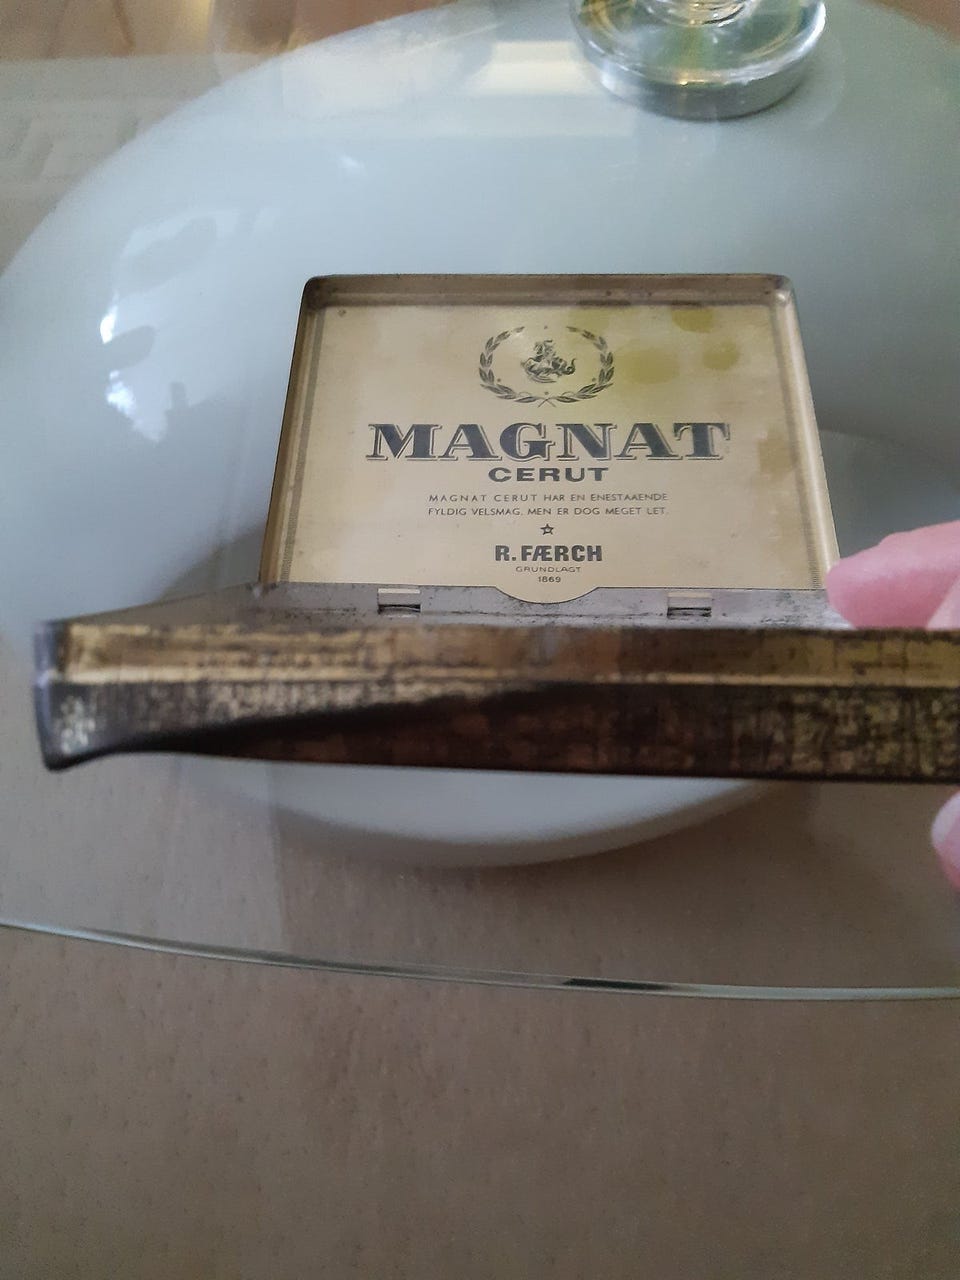 MAGNAT
CERUT
MAGNAT CERUT HAR EN ENESTAAENDE
FYLDIG VELSMAG, MEN ER DOG MEGET LET.
R. FÆRCH
GRUNDLAGT
1869